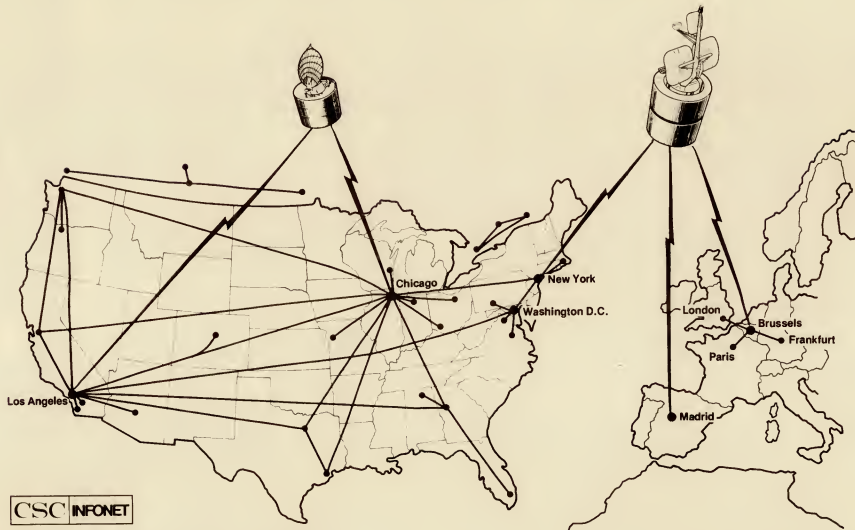 Chicago
New York
Washington D.C.
Los Angeles
London
Brussels
Frankfurt
Paris
Madrid
CSC INFONET